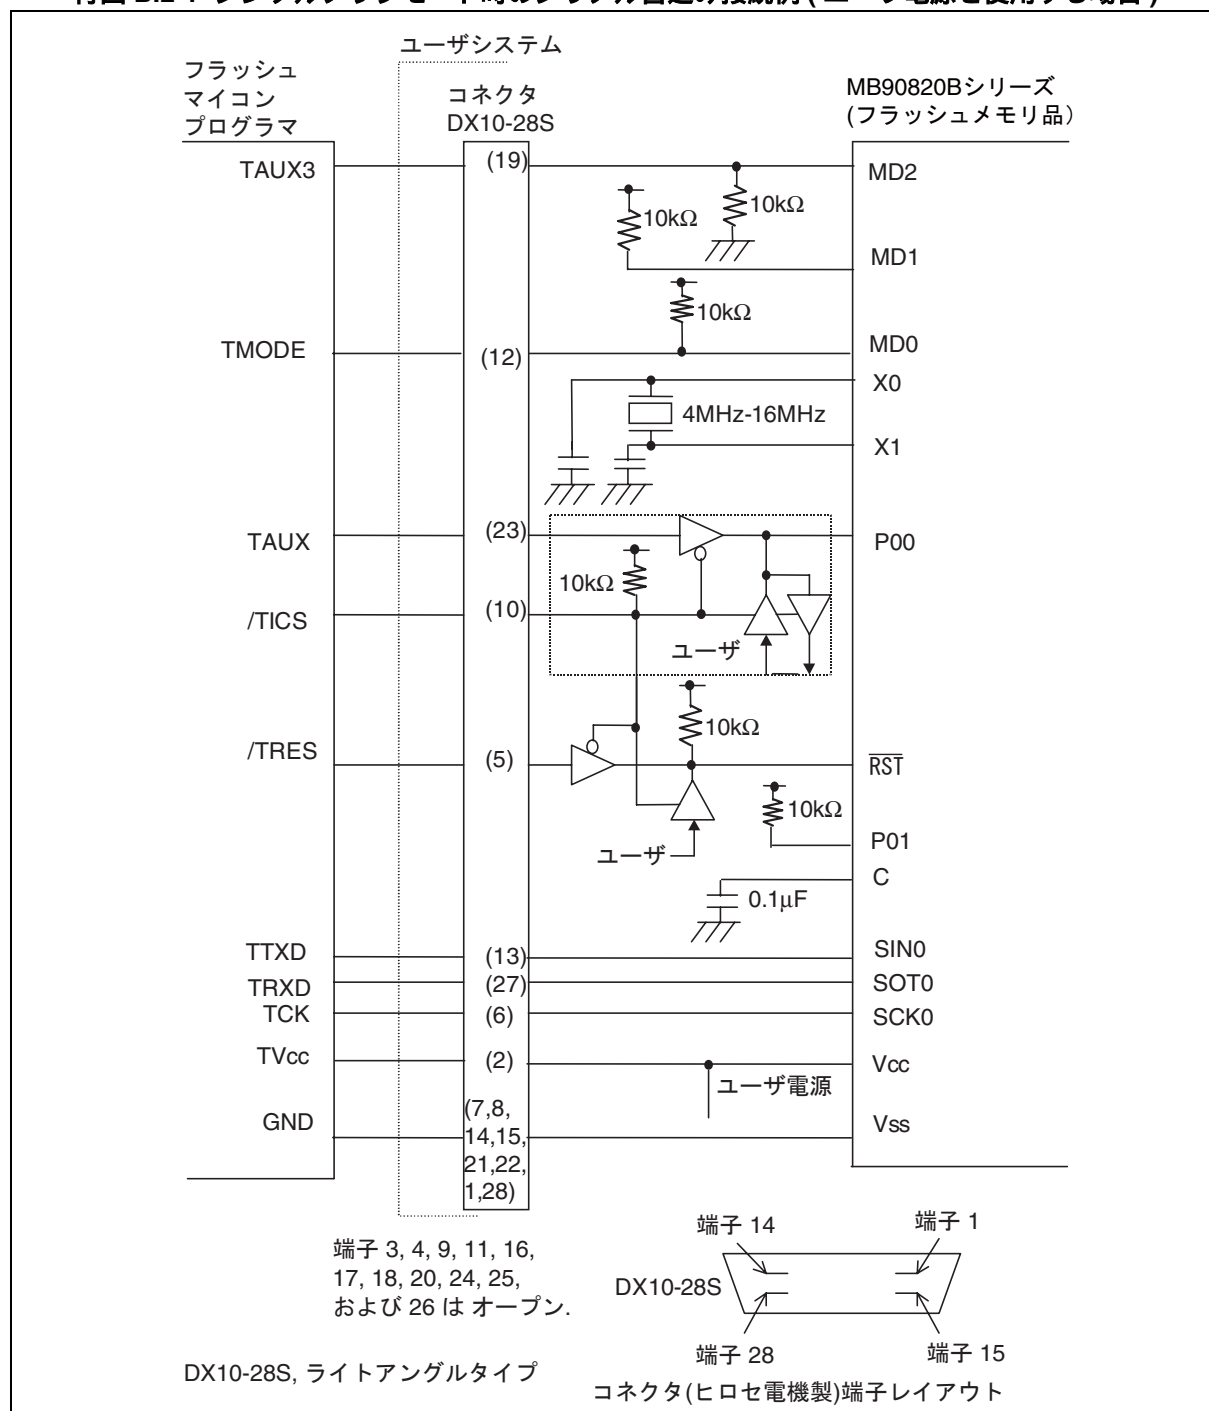 ユーザシステム
フラッシュ
マイコン
プログラマ
コネクタ
DX10-28S
MB90820Bシリーズ
(フラッシュメモリ品)
TAUX3
(19)
MD2
10kΩ
10kΩ
MD1
10kΩ
TMODE
(12)
MD0
X0
4MHz-16MHz
X1
TAUX
(23)
P00
10kΩ
/TICS
(10)
ユーザ
10kΩ
/TRES
(5)
RST
10kΩ
ユーザ
P01
C
0.1μF
TTXD
(13)
SIN0
TRXD
(27)
SOT0
TCK
(6)
SCK0
TVcc
(2)
Vcc
ユーザ電源
GND
(7,8,
14,15,
21,22,
1,28)
Vss
端子 3, 4, 9, 11, 16,
17, 18, 20, 24, 25,
および 26 は オープン.
端子 14
端子 1
DX10-28S
端子 28
端子 15
DX10-28S, ライトアングルタイプ
コネクタ(ヒロセ電機製)端子レイアウト